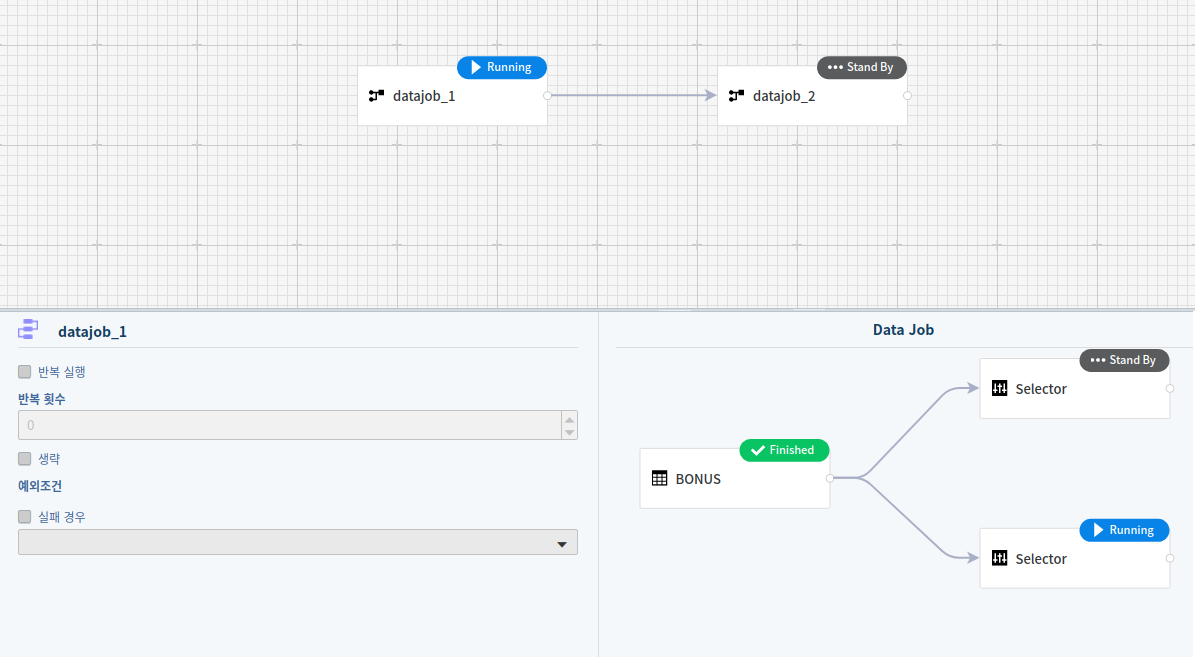 Running
Stand By
datajob_1
datajob_2
datajob_1
반복 실행
반복 횟수
0
생략
예외조건
실패 경우
Data Job
Stand By
Selector
Finished
BONUS
Running
Selector